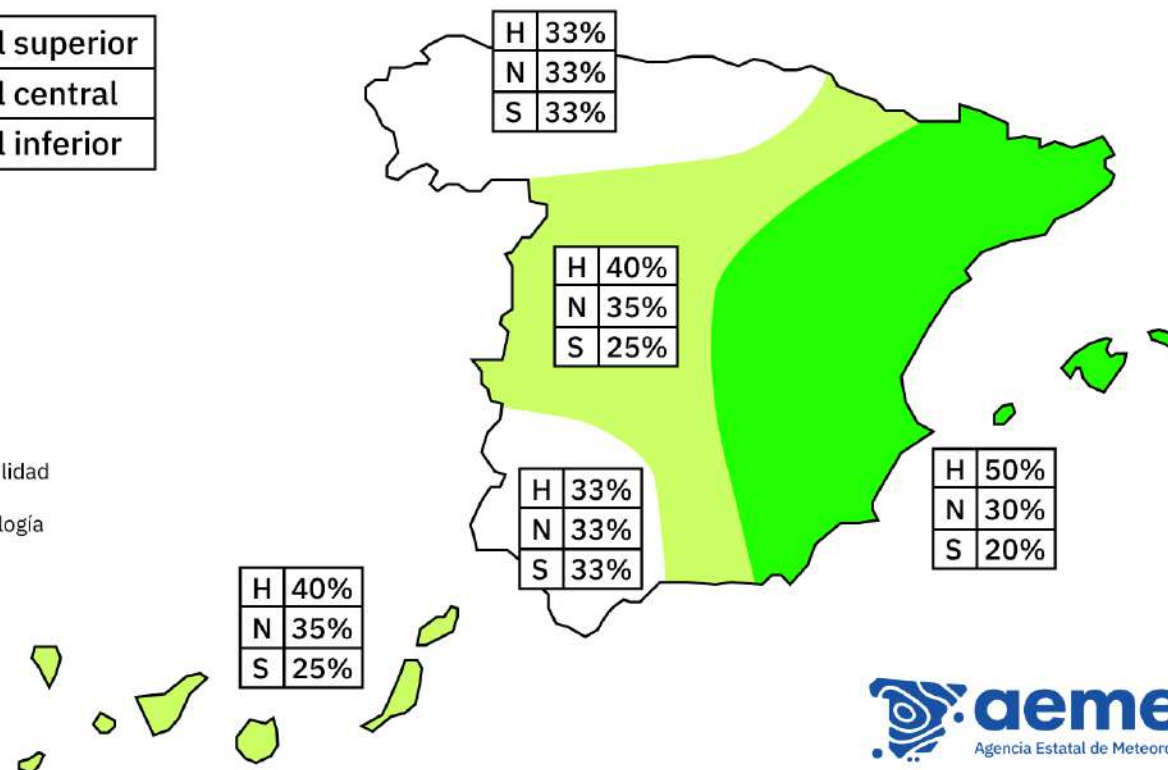 l superior
l central
l inferior
H 33%
N 33%
S 33%
H 40%
N 35%
S 25%
lidad
logía
H 33%
N 33%
S 33%
H 50%
N 30%
S 20%
H 40%
N 35%
S 25%
aeme
Agencia Estatal de Meteoro